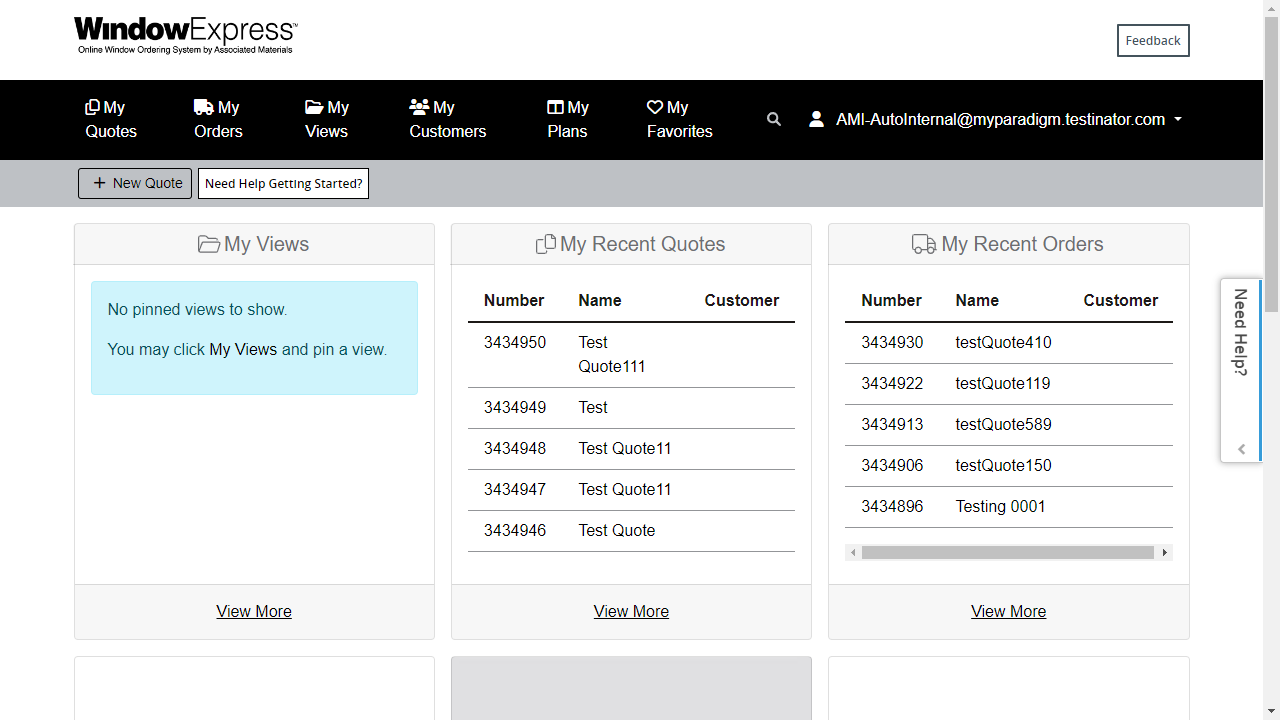 WindowExpress™
Online Window Ordering System by Associated Materials
Feedback
My Quotes
My Orders
My Views
My Customers
My Plans
My Favorites
AMI-AutoInternal@myparadigm.testinator.com
New Quote
Need Help Getting Started?
My Views
No pinned views to show.
You may click My Views and pin a view.
View More
My Recent Quotes
Number Name Customer
3434950 Test Quote111
3434949 Test
3434948 Test Quote11
3434947 Test Quote11
3434946 Test Quote
View More
My Recent Orders
Number Name Customer
3434930 testQuote410
3434922 testQuote119
3434913 testQuote589
3434906 testQuote150
3434896 Testing 0001
View More
Need Help?